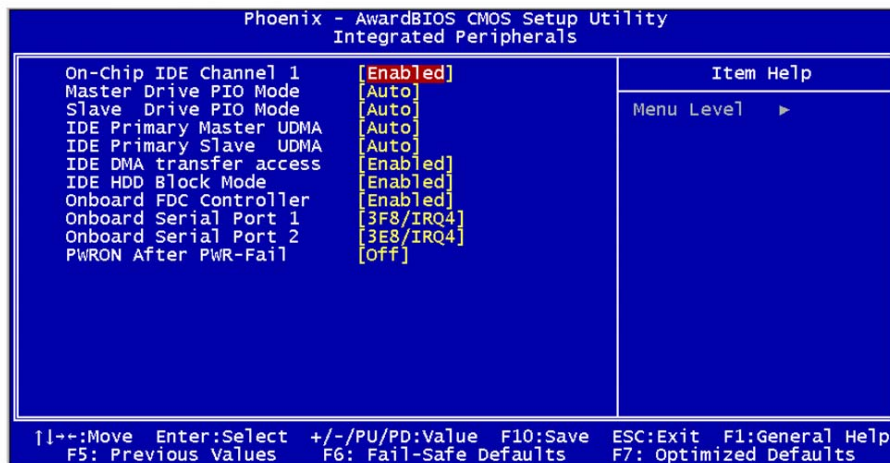 Phoenix - AwardBIOS CMOS Setup Utility
Integrated Peripherals
On-Chip IDE Channel 1 [Enabled]
Master Drive PIO Mode [Auto]
Slave Drive PIO Mode [Auto]
IDE Primary Master UDMA [Auto]
IDE Primary Slave UDMA [Auto]
IDE DMA transfer access [Enabled]
IDE HDD Block Mode [Enabled]
Onboard FDC Controller [Enabled]
Onboard Serial Port 1 [3F8/IRQ4]
Onboard Serial Port 2 [3E8/IRQ4]
PWRON After PWR-Fail [Off]
Item Help
Menu Level ►
↑↓→←:Move Enter:Select +/-/PU/PD:Value F10:Save ESC:Exit F1:General Help
F5: Previous Values F6: Fail-Safe Defaults F7: Optimized Defaults